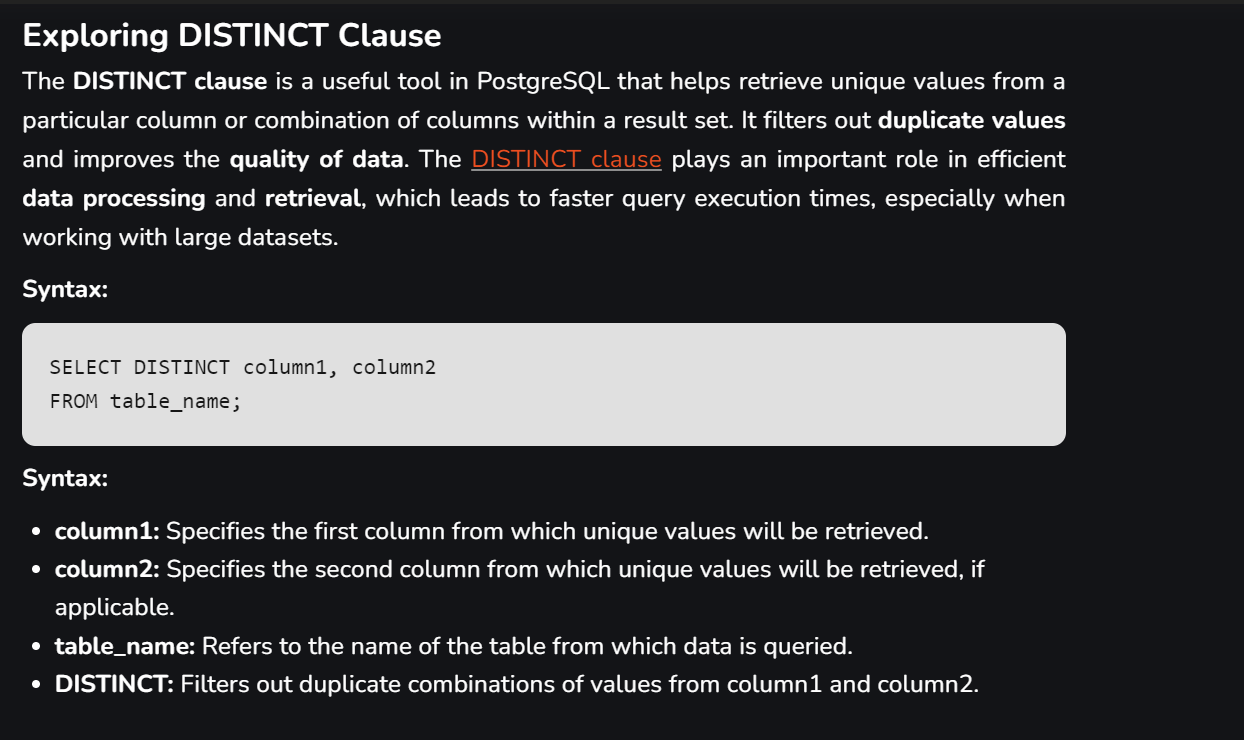 Exploring DISTINCT Clause
The DISTINCT clause is a useful tool in PostgreSQL that helps retrieve unique values from a
particular column or combination of columns within a result set. It filters out duplicate values
and improves the quality of data. The DISTINCT clause plays an important role in efficient
data processing and retrieval, which leads to faster query execution times, especially when
working with large datasets.
Syntax:
SELECT DISTINCT column1, column2
FROM table_name;
Syntax:
• column1: Specifies the first column from which unique values will be retrieved.
• column2: Specifies the second column from which unique values will be retrieved, if
applicable.
• table_name: Refers to the name of the table from which data is queried.
• DISTINCT: Filters out duplicate combinations of values from column1 and column2.